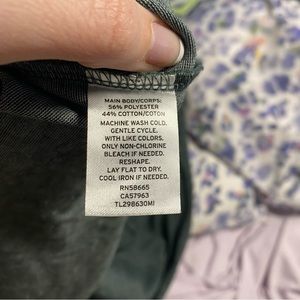 MAIN BODY/CORPS:
56% POLYESTER
44% COTTON/COTON
MACHINE WASH COLD.
GENTLE CYCLE.
WITH LIKE COLORS.
ONLY NON-CHLORINE
BLEACH IF NEEDED.
RESHAPE.
LAY FLAT TO DRY.
COOL IRON IF NEEDED.
RN58665
CA57963
TL298630MI